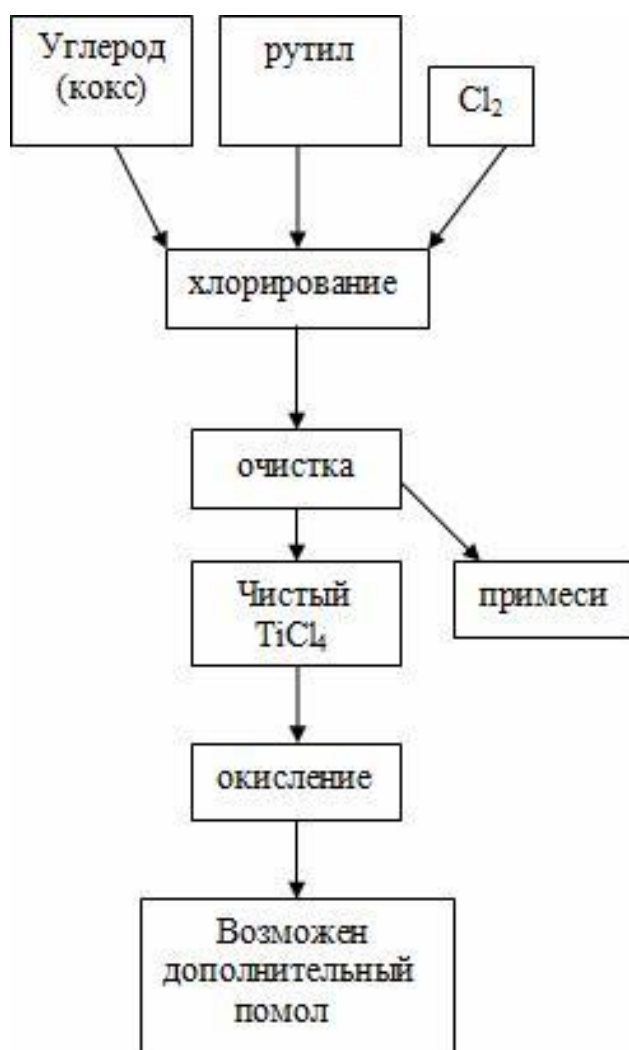 Углерод
(кокс)
рутил
Cl₂
хлорирование
очистка
Чистый
TiCl₄
примеси
окисление
Возможен
дополнительный
помол